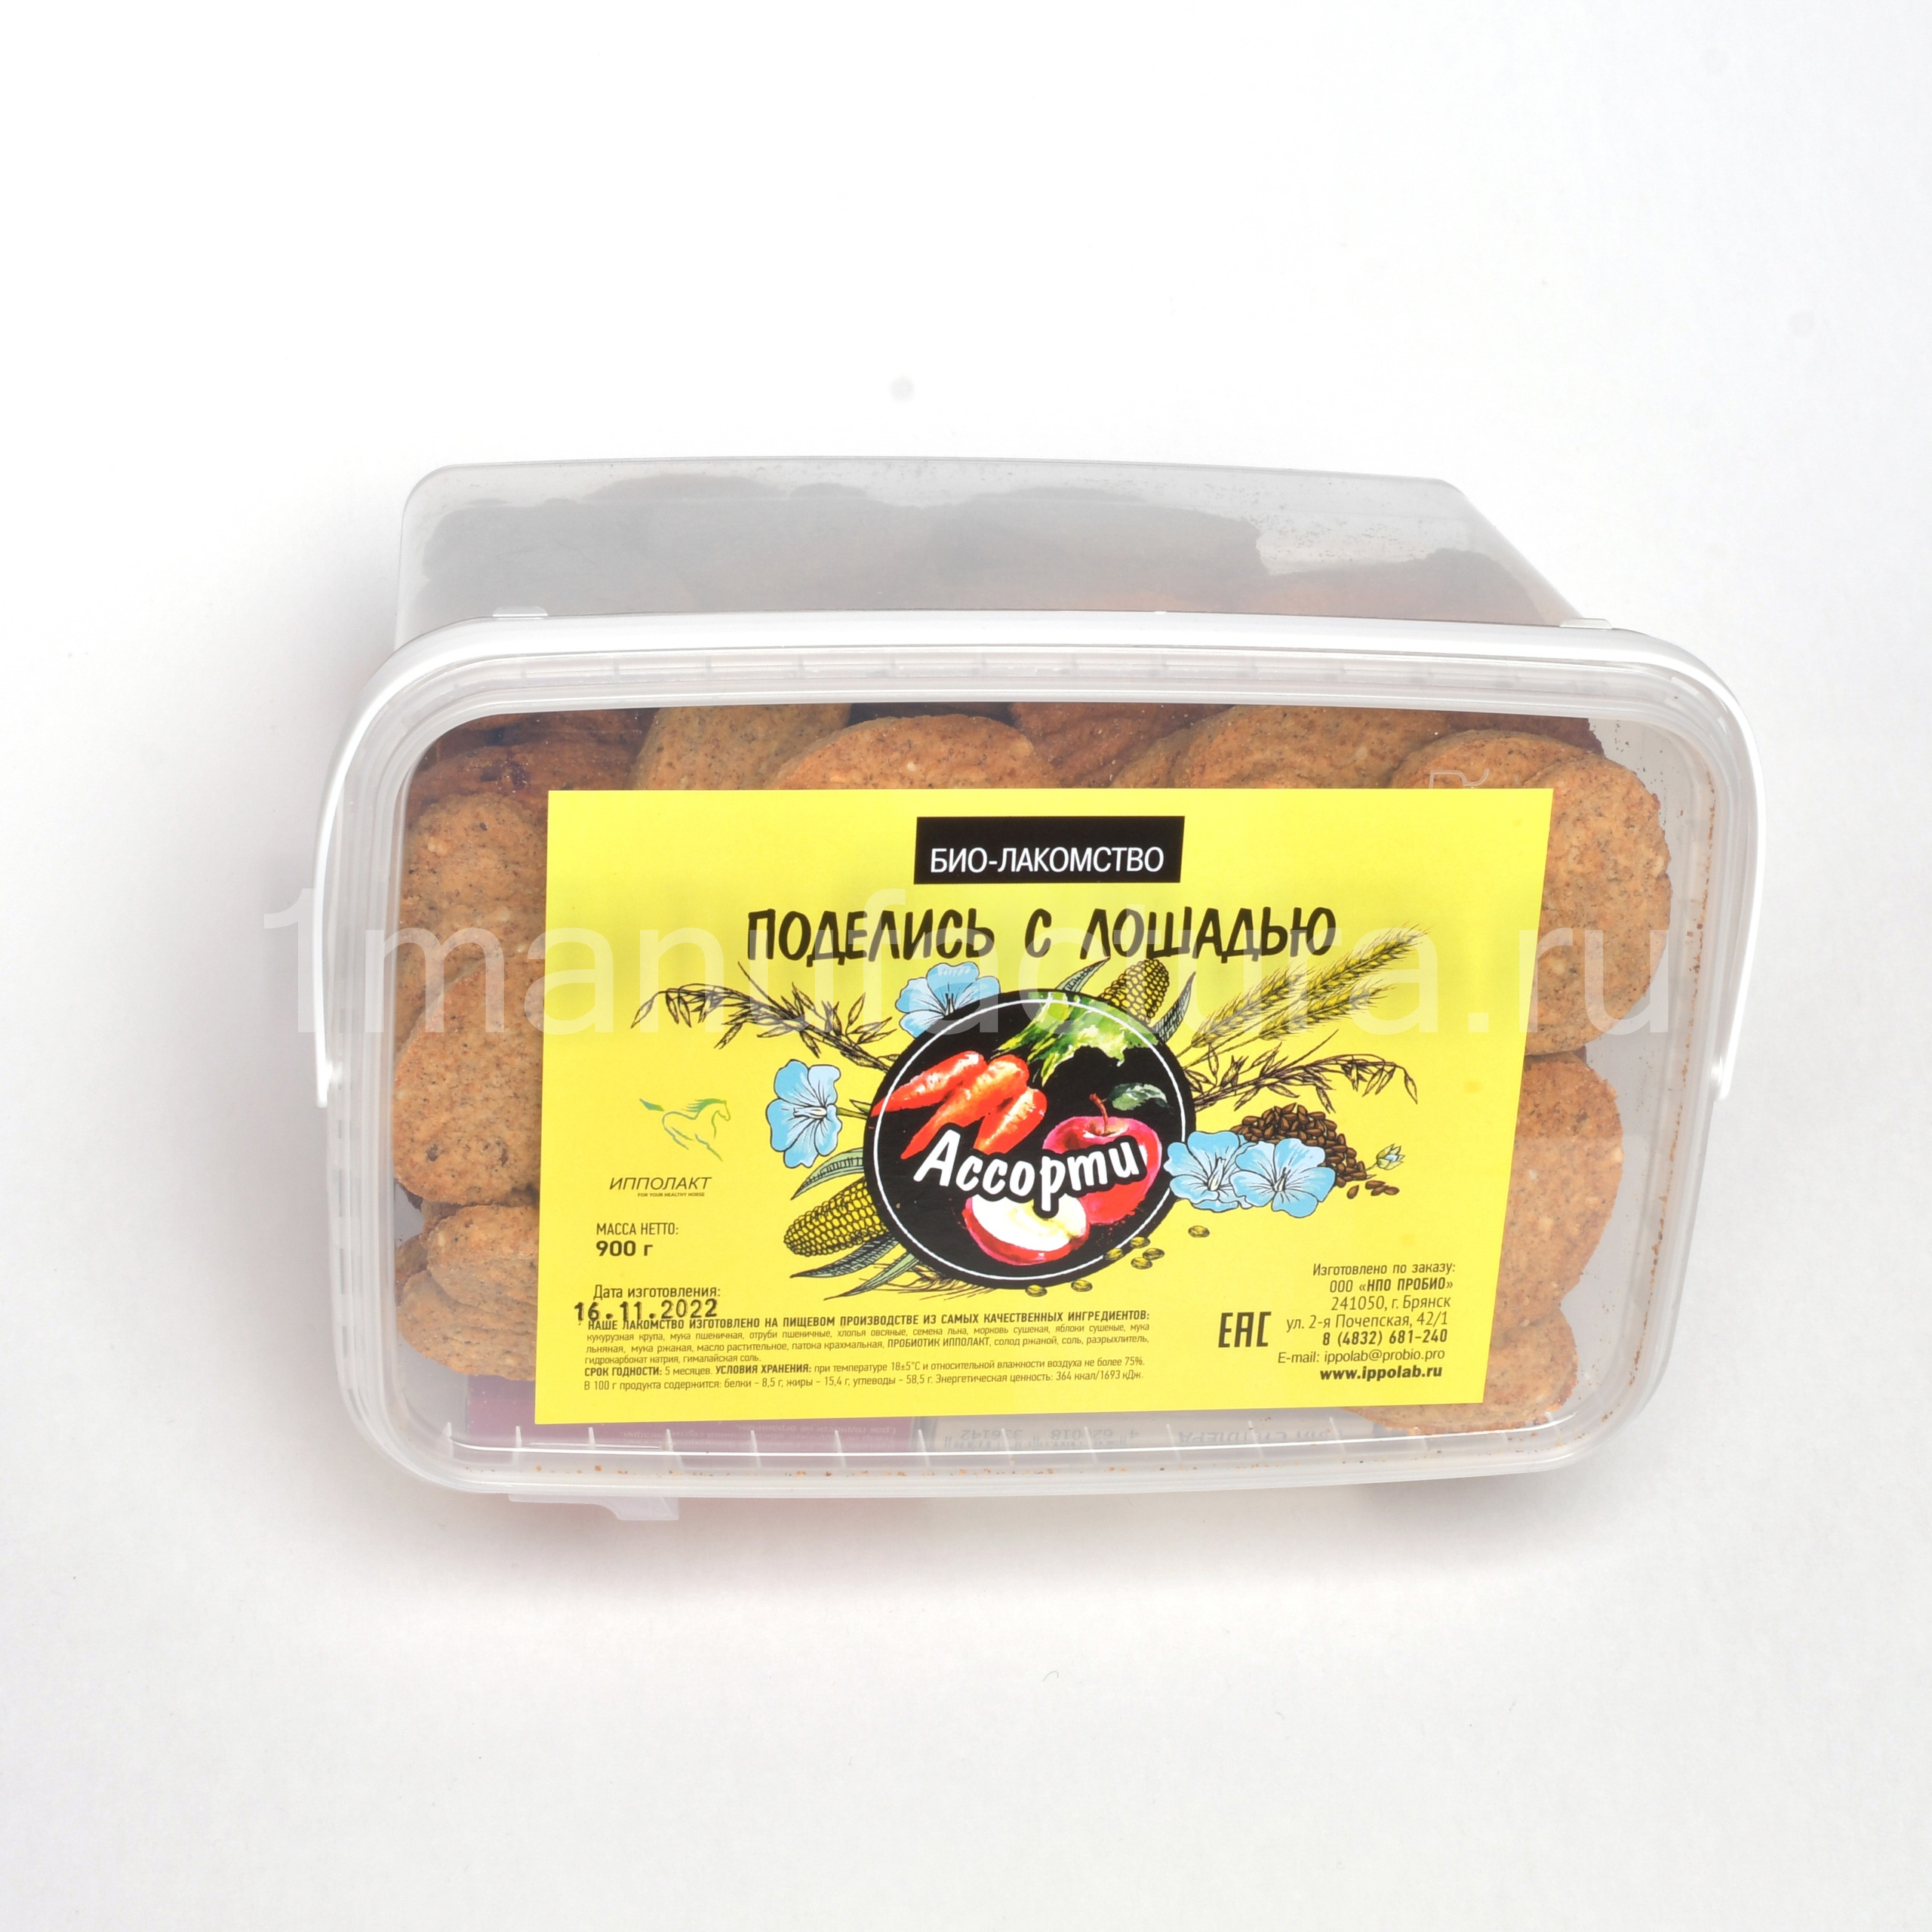 БИО-ЛАКОМСТВО
ПОДЕЛИСЬ С ЛОШАДЬЮ
1manufactura.ru
Ассорти
ИППОЛАКТ
FOR YOUR HEALTHY HORSE
МАССА НЕТТО:
900 г
Дата изготовления:
16.11.2022
НАШЕ ЛАКОМСТВО ИЗГОТОВЛЕНО НА ПИЩЕВОМ ПРОИЗВОДСТВЕ ИЗ САМЫХ КАЧЕСТВЕННЫХ ИНГРЕДИЕНТОВ:
кукурузная крупа, мука пшеничная, отруби пшеничные, хлопья овсяные, семена льна, морковь сушеная, яблоки сушеные, мука
льняная, мука ржаная, масло растительное, патока крахмальная, ПРОБИОТИК ИППОЛАКТ, солод ржаной, соль, разрыхлитель,
гидрокарбонат натрия, гималайская соль.
СРОК ГОДНОСТИ: 5 месяцев. УСЛОВИЯ ХРАНЕНИЯ: при температуре 18±5°С и относительной влажности воздуха не более 75%.
В 100 г продукта содержится: белки - 8,5 г, жиры - 15,4 г, углеводы - 58,5 г. Энергетическая ценность: 364 ккал/1693 кДж.
ЕАС
Изготовлено по заказу:
ООО «НПО ПРОБИО»
241050, г. Брянск
ул. 2-я Почепская, 42/1
8 (4832) 681-240
E-mail: ippolab@probio.pro
www.ippolab.ru